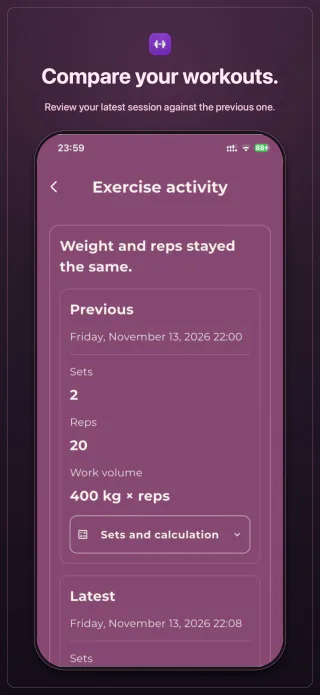 Compare your workouts.
Review your latest session against the previous one.
23:59
88
Exercise activity
Weight and reps stayed
the same.
Previous
Friday, November 13, 2026 22:00
Sets
2
Reps
20
Work volume
400 kg × reps
Sets and calculation
Latest
Friday, November 13, 2026 22:08
Sets